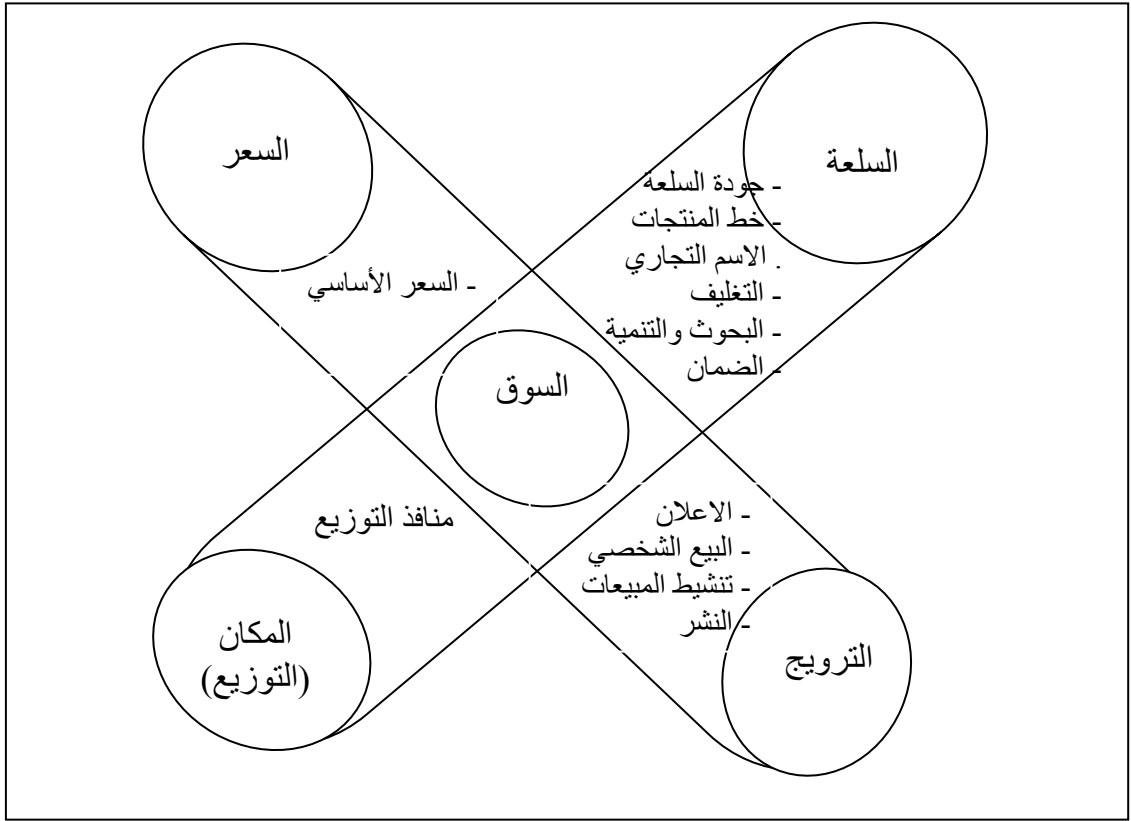 السلعة
- جودة السلعة
- خط المنتجات
. الاسم التجاري
- التغليف
- البحوث والتنمية
- الضمان
السعر
- السعر الأساسي
السوق
- الاعلان
- البيع الشخصي
- تنشيط المبيعات
- النشر
الترويج
منافذ التوزيع
المكان
(التوزيع)